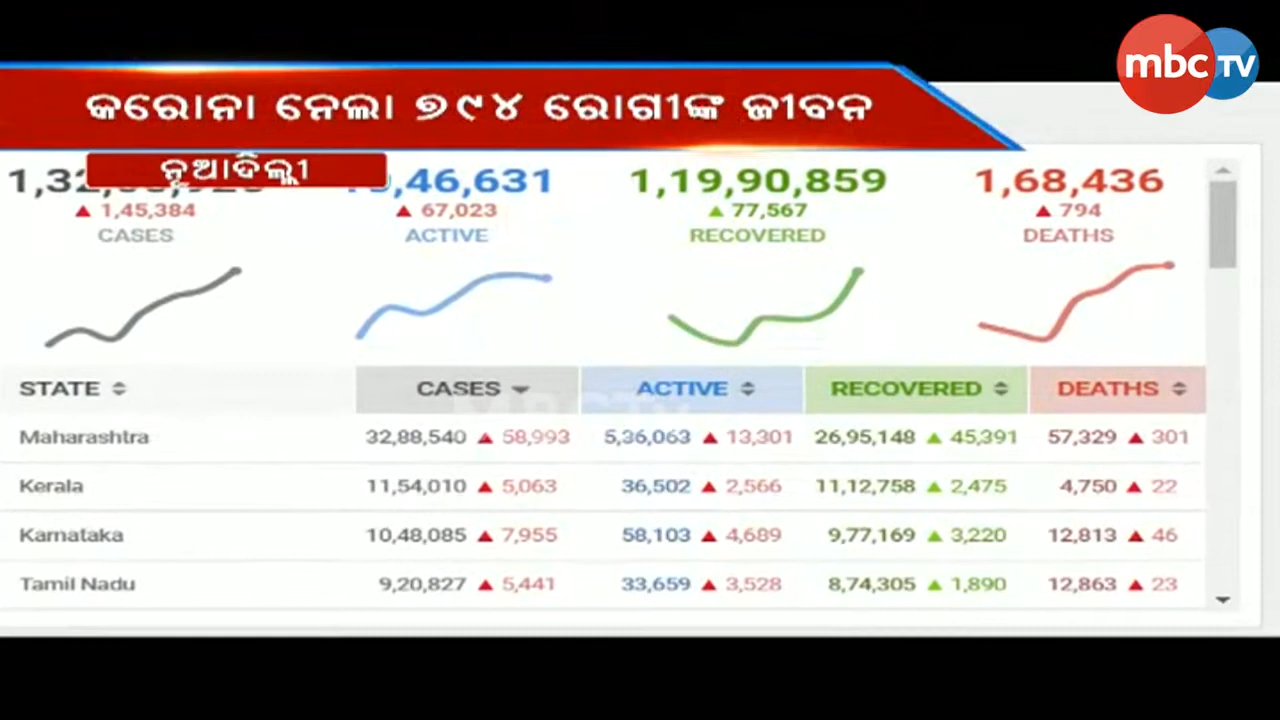 mbc TV
କରୋନା ନେଲା ୭୯୪ ରୋଗୀଙ୍କ ଜୀବନ
ନୂଆଦିଲ୍ଲୀ
1,19,90,859 1,68,436
▲ 1,45,384 ▲ 67,023 ▲ 77,567 ▲ 794
CASES ACTIVE RECOVERED DEATHS
STATE CASES ACTIVE RECOVERED DEATHS
Maharashtra 32,88,540 ▲ 58,993 5,36,063 ▲ 13,301 26,95,148 ▲ 45,391 57,329 ▲ 301
Kerala 11,54,010 ▲ 5,063 36,502 ▲ 2,566 11,12,758 ▲ 2,475 4,750 ▲ 22
Karnataka 10,48,085 ▲ 7,955 58,103 ▲ 4,689 9,77,169 ▲ 3,220 12,813 ▲ 46
Tamil Nadu 9,20,827 ▲ 5,441 33,659 ▲ 3,528 8,74,305 ▲ 1,890 12,863 ▲ 23